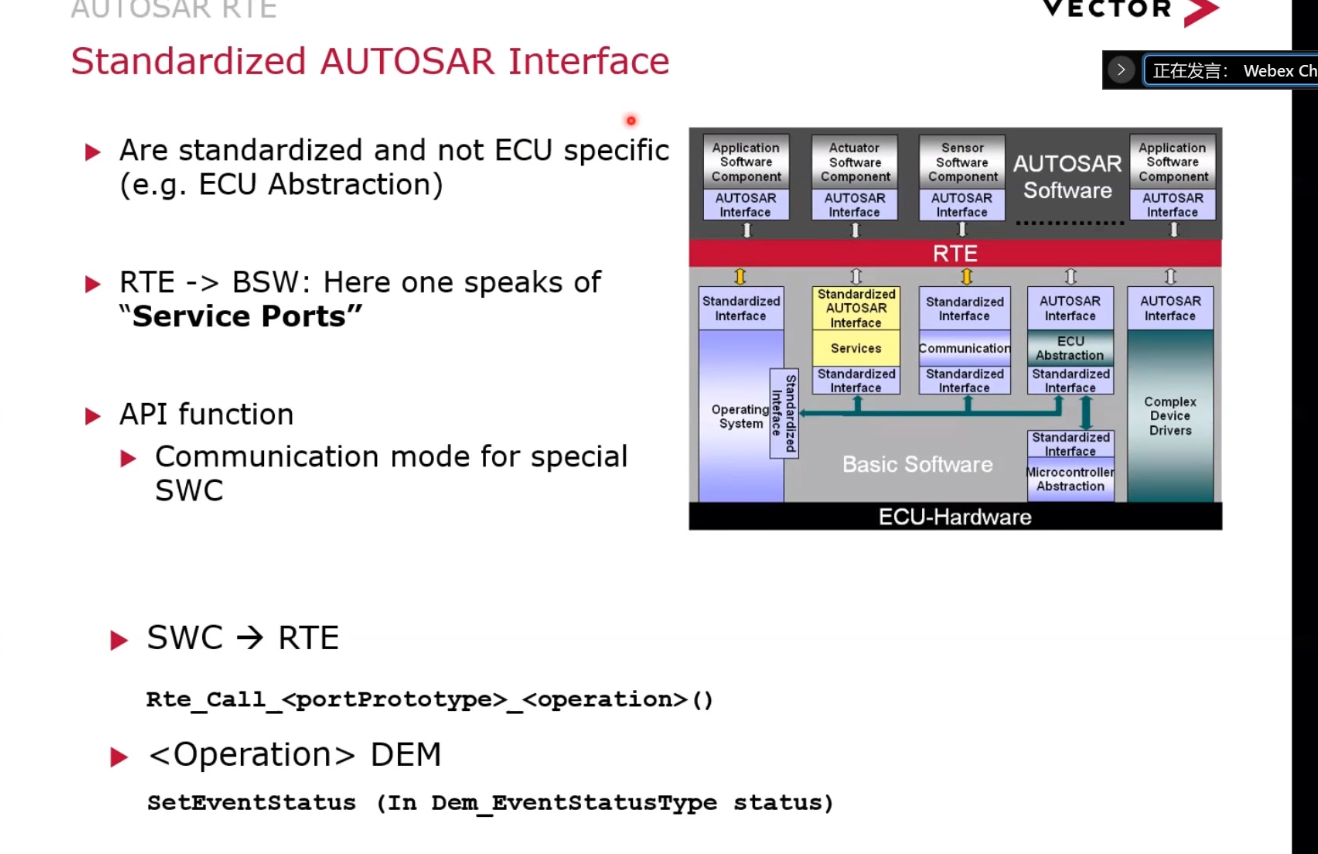 AUTOSAR RTE
VECTOR
Standardized AUTOSAR Interface
正在发言: Webex Ch
Are standardized and not ECU specific
(e.g. ECU Abstraction)
RTE -> BSW: Here one speaks of
“Service Ports”
API function
Communication mode for special
SWC
Application
Software
Component
AUTOSAR
Interface
Actuator
Software
Component
AUTOSAR
Interface
Sensor
Software
Component
AUTOSAR
Interface
AUTOSAR
Software
Application
Software
Component
AUTOSAR
Interface
RTE
Standardized
Interface
Operating
System
Standardized
Inteface
Standardized
AUTOSAR
Interface
Services
Standardized
Interface
Standardized
Interface
Communication
Standardized
Interface
AUTOSAR
Interface
ECU
Abstraction
Standardized
Interface
Standardized
Interface
Microcontroller
Abstraction
AUTOSAR
Interface
Complex
Device
Drivers
Basic Software
ECU-Hardware
SWC → RTE
Rte_Call_<portPrototype>_<operation>()
<Operation> DEM
SetEventStatus (In Dem_EventStatusType status)